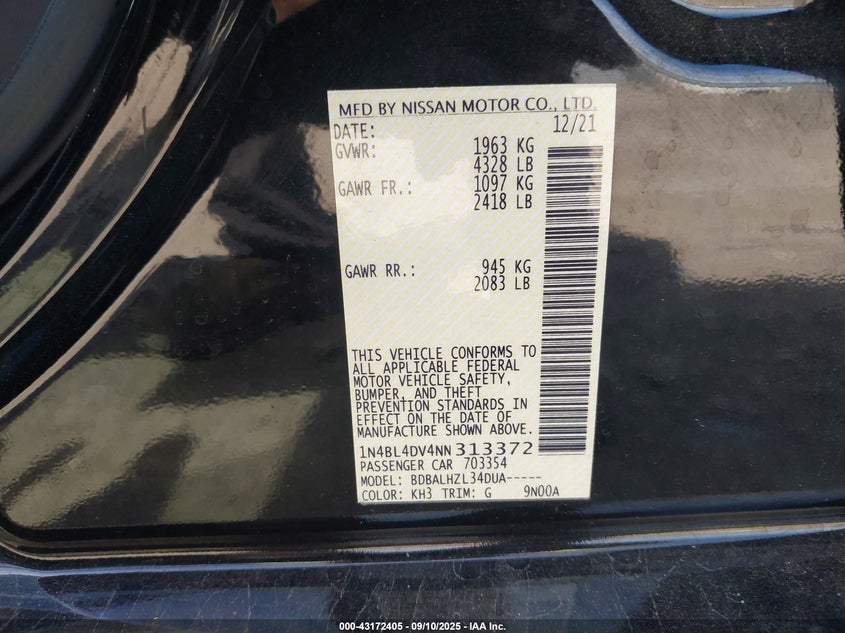 MFD BY NISSAN MOTOR CO., LTD.
DATE: 12/21
GVWR: 1963 KG
4328 LB
GAWR FR.: 1097 KG
2418 LB
GAWR RR.: 945 KG
2083 LB
THIS VEHICLE CONFORMS TO
ALL APPLICABLE FEDERAL
MOTOR VEHICLE SAFETY,
BUMPER, AND THEFT
PREVENTION STANDARDS IN
EFFECT ON THE DATE OF
MANUFACTURE SHOWN ABOVE.
1N4BL4DV4NN313372
PASSENGER CAR 703354
MODEL: BDBALHZL34DUA-----
COLOR: KH3 TRIM: G 9N00A
000-43172405 - 09/10/2025 - IAA Inc.